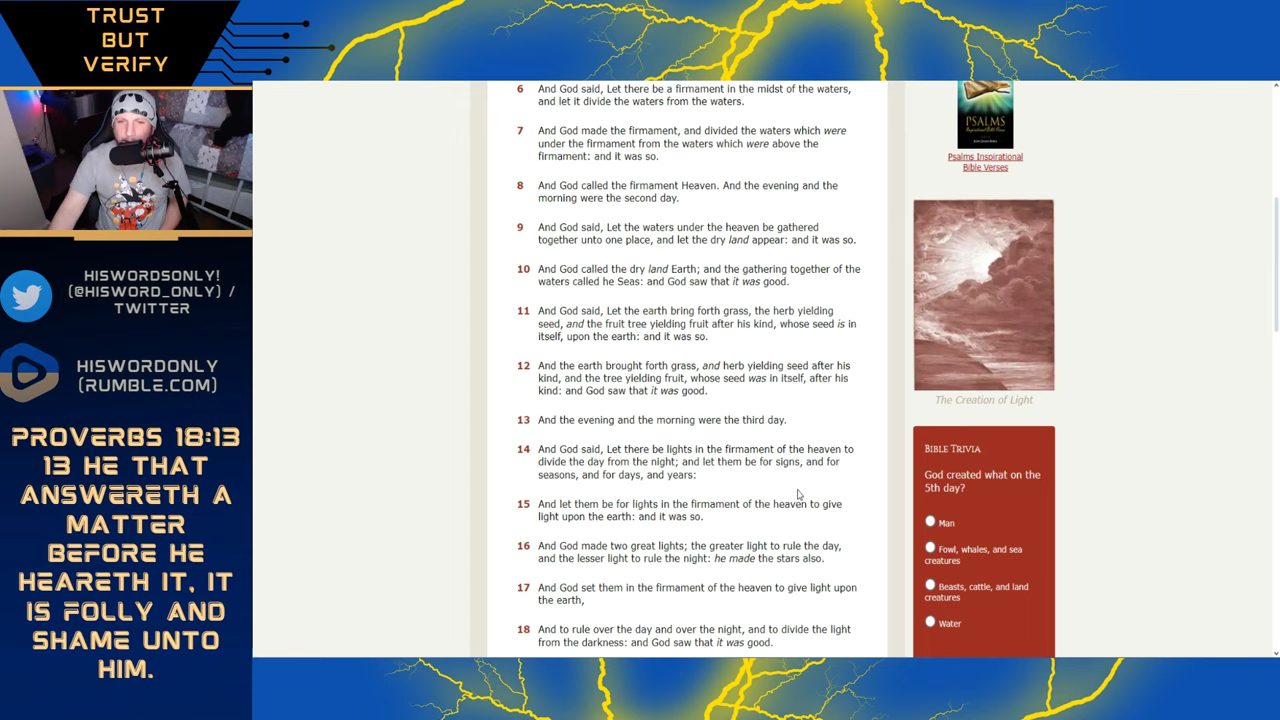 TRUST
BUT
VERIFY
HISWORDSONLY!
(@HISWORD_ONLY) /
TWITTER
HISWORDONLY
(RUMBLE.COM)
PROVERBS 18:13
13 HE THAT
ANSWERETH A
MATTER
BEFORE HE
HEARETH IT, IT
IS FOLLY AND
SHAME UNTO
HIM.
6 And God said, Let there be a firmament in the midst of the waters,
and let it divide the waters from the waters.
7 And God made the firmament, and divided the waters which were
under the firmament from the waters which were above the
firmament: and it was so.
8 And God called the firmament Heaven. And the evening and the
morning were the second day.
9 And God said, Let the waters under the heaven be gathered
together unto one place, and let the dry land appear: and it was so.
10 And God called the dry land Earth; and the gathering together of the
waters called he Seas: and God saw that it was good.
11 And God said, Let the earth bring forth grass, the herb yielding
seed, and the fruit tree yielding fruit after his kind, whose seed is in
itself, upon the earth: and it was so.
12 And the earth brought forth grass, and herb yielding seed after his
kind, and the tree yielding fruit, whose seed was in itself, after his
kind: and God saw that it was good.
13 And the evening and the morning were the third day.
14 And God said, Let there be lights in the firmament of the heaven to
divide the day from the night; and let them be for signs, and for
seasons, and for days, and years:
15 And let them be for lights in the firmament of the heaven to give
light upon the earth: and it was so.
16 And God made two great lights; the greater light to rule the day,
and the lesser light to rule the night: he made the stars also.
17 And God set them in the firmament of the heaven to give light upon
the earth,
18 And to rule over the day and over the night, and to divide the light
from the darkness: and God saw that it was good.
PSALMS
Psalms Inspirational
Bible Verses
The Creation of Light
BIBLE TRIVIA
God created what on the
5th day?
Man
Fowl, whales, and sea
creatures
Beasts, cattle, and land
creatures
Water